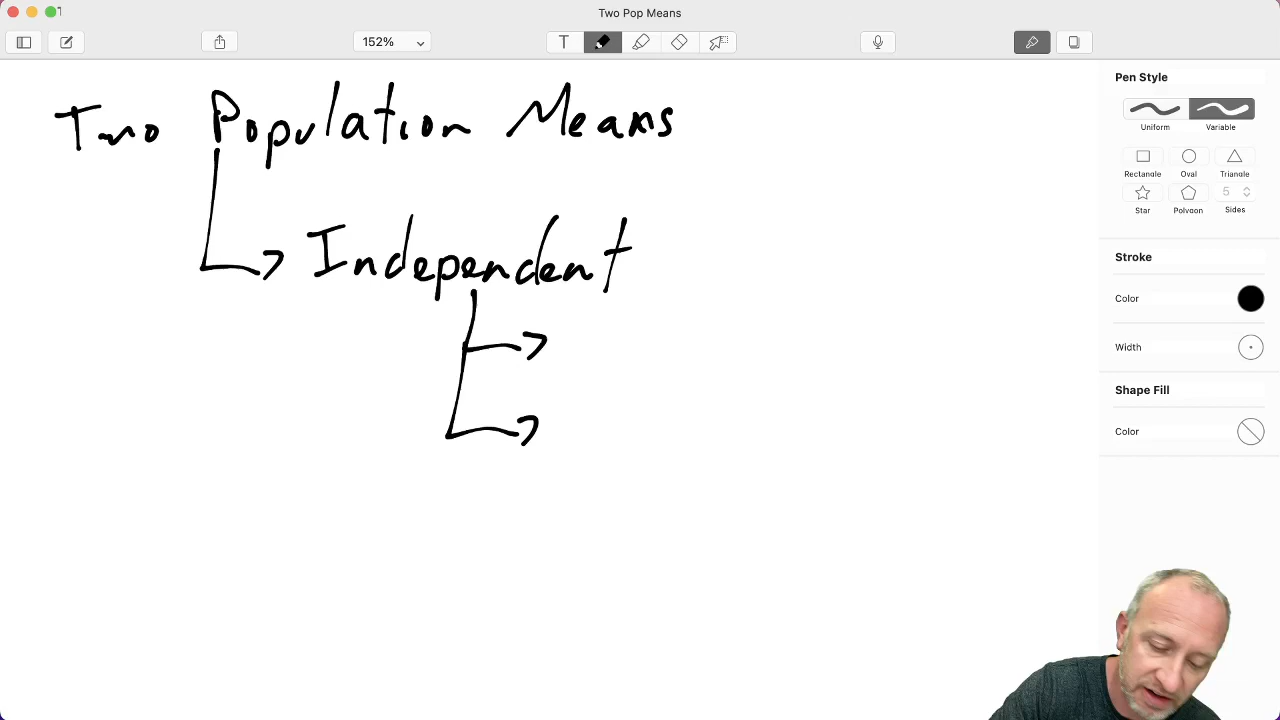 Two Pop Means
152%
T
Pen Style
Uniform
Variable
Rectangle
Oval
Triangle
5
Star
Polygon
Sides
Stroke
Color
Width
Shape Fill
Color
Two Population Means
Independent